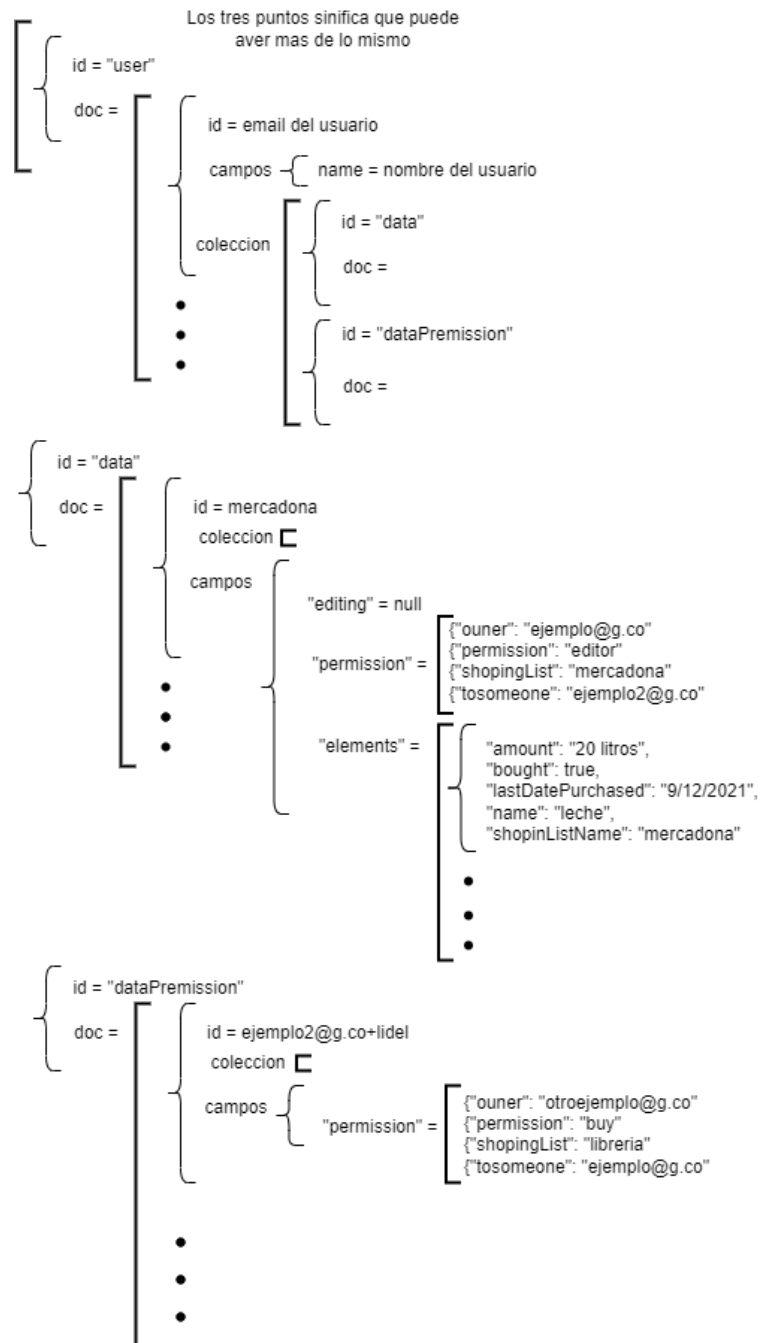 Los tres puntos sinifica que puede
aver mas de lo mismo
id = "user"
doc =
id = email del usuario
campos
name = nombre del usuario
coleccion
id = "data"
doc =
id = "dataPremission"
doc =
id = "data"
doc =
id = mercadona
coleccion
campos
"editing" = null
"permission" =
{"ouner": "ejemplo@g.co"
{"permission": "editor"
{"shopingList": "mercadona"
{"tosomeone": "ejemplo2@g.co"
"elements" =
"amount": "20 litros",
"bought": true,
"lastDatePurchased": "9/12/2021",
"name": "leche",
"shopinListName": "mercadona"
id = "dataPremission"
doc =
id = ejemplo2@g.co+lidel
coleccion
campos
"permission" =
{"ouner": "otroejemplo@g.co"
{"permission": "buy"
{"shopingList": "libreria"
{"tosomeone": "ejemplo@g.co"